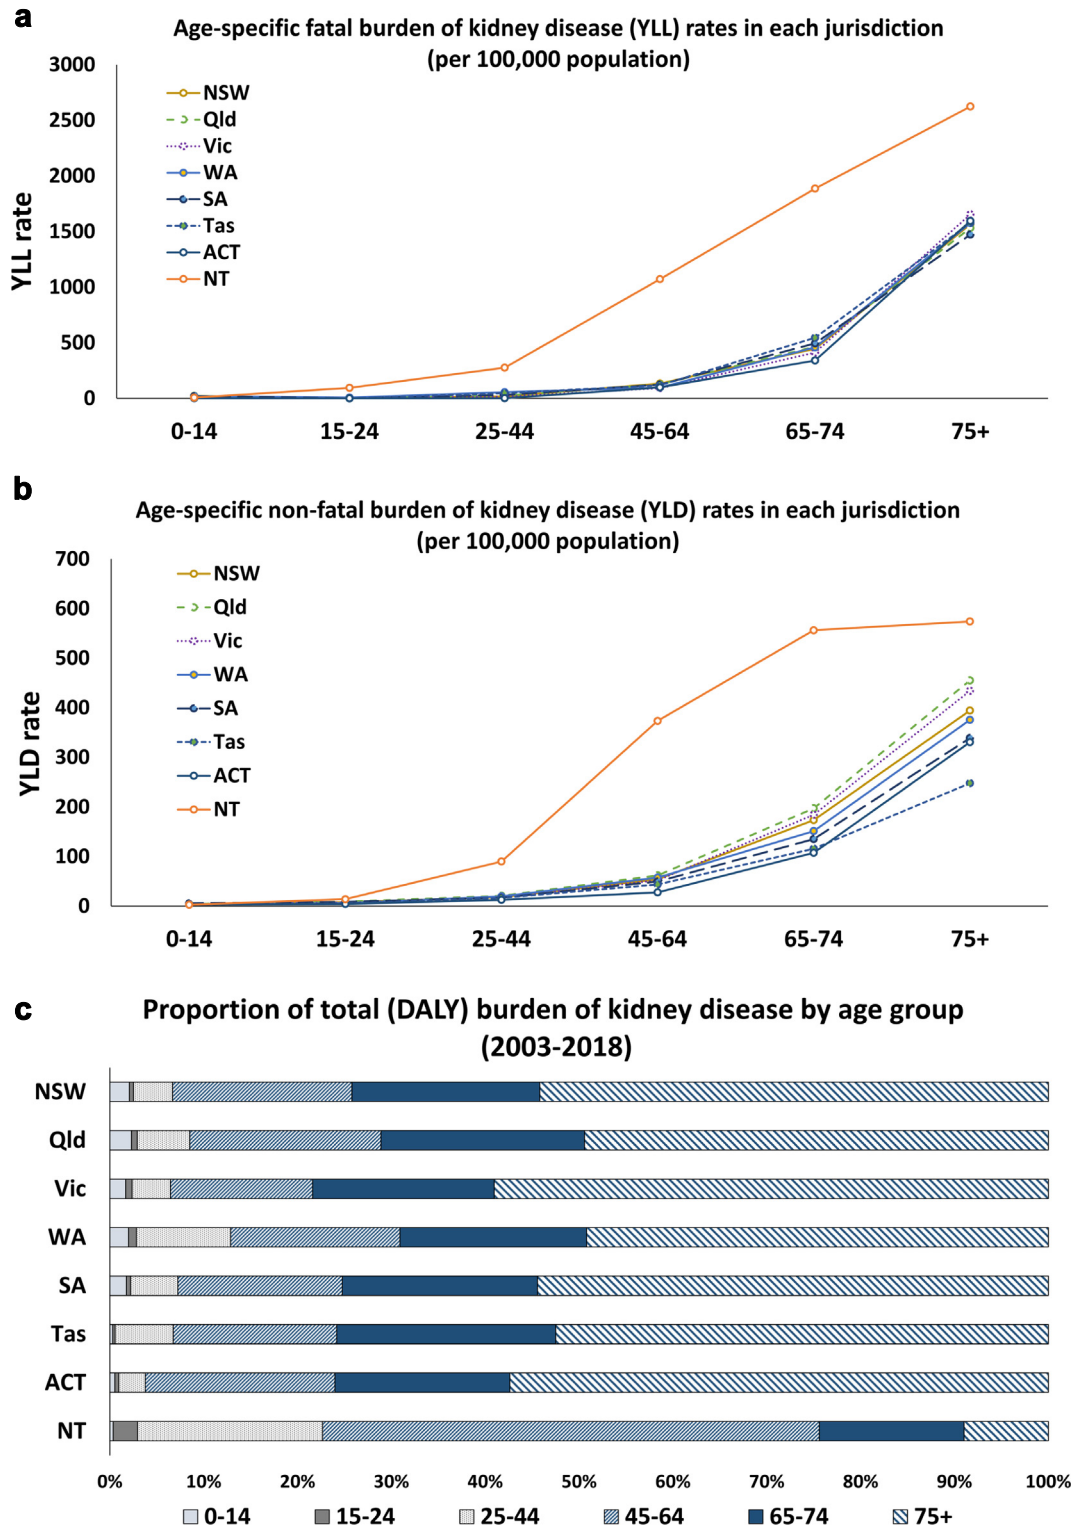 a
Age-specific fatal burden of kidney disease (YLL) rates in each jurisdiction
(per 100,000 population)
3000
2500
2000
1500
1000
500
0
YLL rate
NSW
Qld
Vic
WA
SA
Tas
ACT
NT
0-14 15-24 25-44 45-64 65-74 75+
b
Age-specific non-fatal burden of kidney disease (YLD) rates in each jurisdiction
(per 100,000 population)
700
600
500
400
300
200
100
0
YLD rate
NSW
Qld
Vic
WA
SA
Tas
ACT
NT
0-14 15-24 25-44 45-64 65-74 75+
c
Proportion of total (DALY) burden of kidney disease by age group
(2003-2018)
NSW
Qld
Vic
WA
SA
Tas
ACT
NT
0% 10% 20% 30% 40% 50% 60% 70% 80% 90% 100%
0-14 15-24 25-44 45-64 65-74 75+